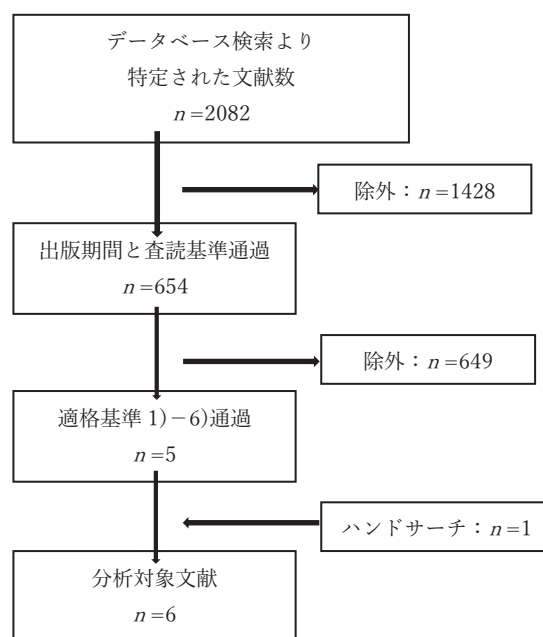 データベース検索より
特定された文献数
n=2082
除外：n=1428
出版期間と査読基準通過
n=654
除外：n=649
適格基準 1)－6)通過
n=5
ハンドサーチ：n=1
分析対象文献
n=6